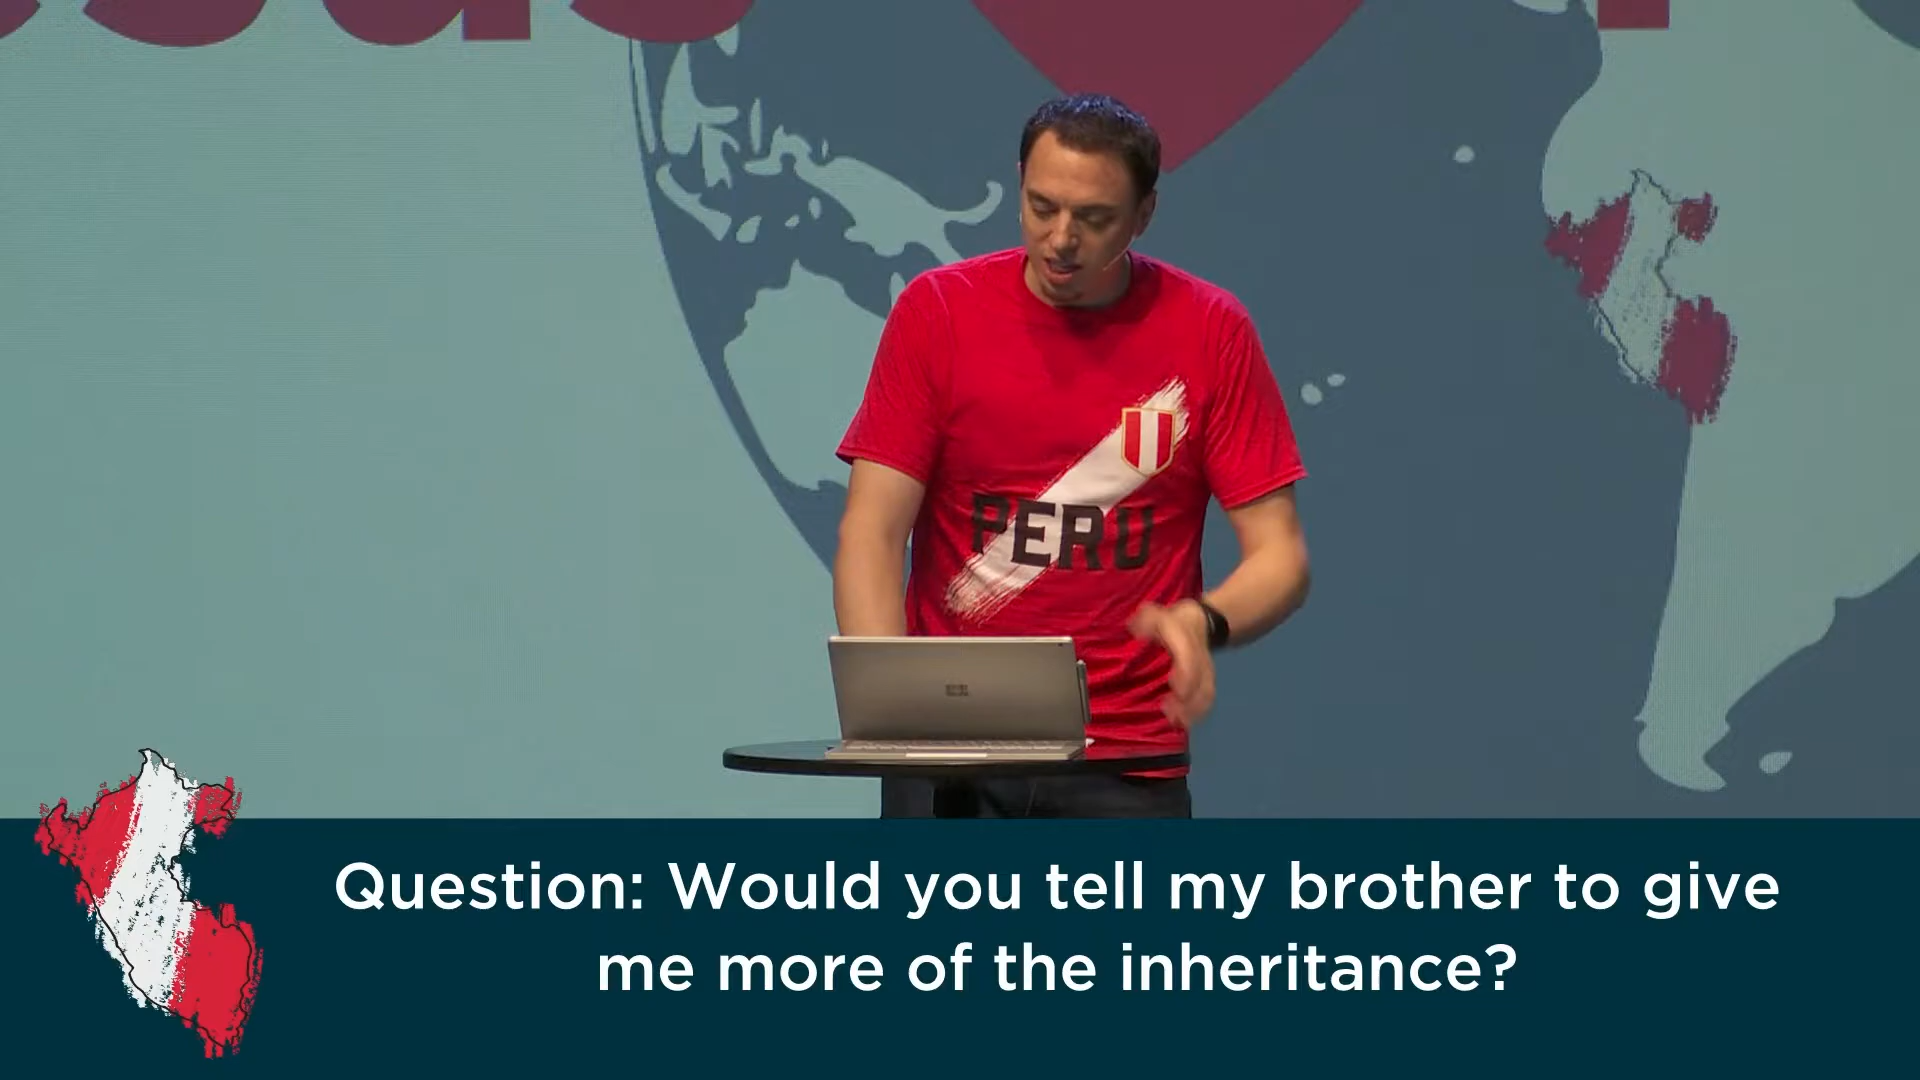 PERU
Question: Would you tell my brother to give
me more of the inheritance?